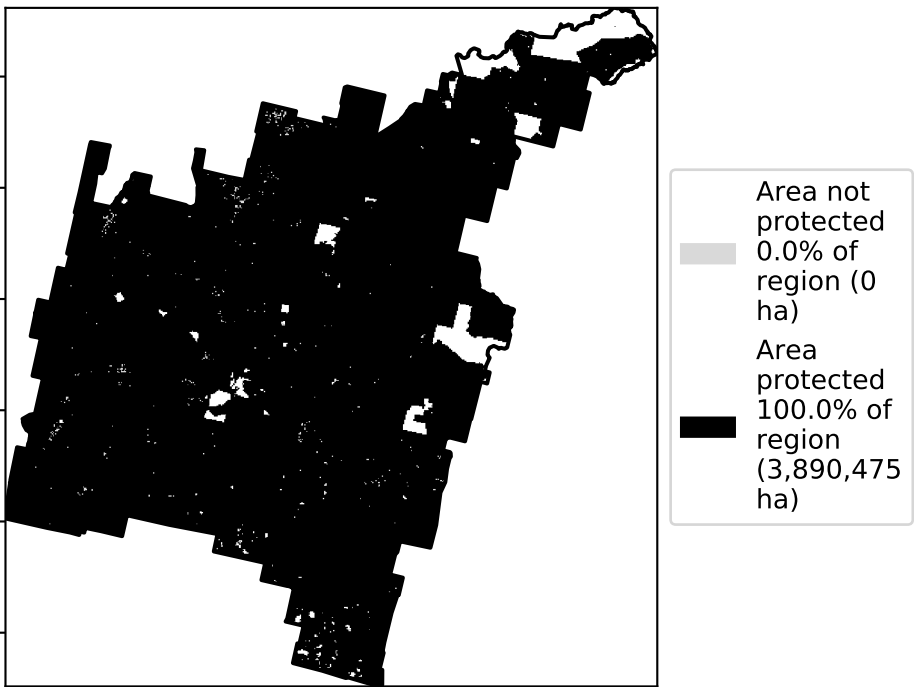 Area not
protected
0.0% of
region (0
ha)
Area
protected
100.0% of
region
(3,890,475
ha)